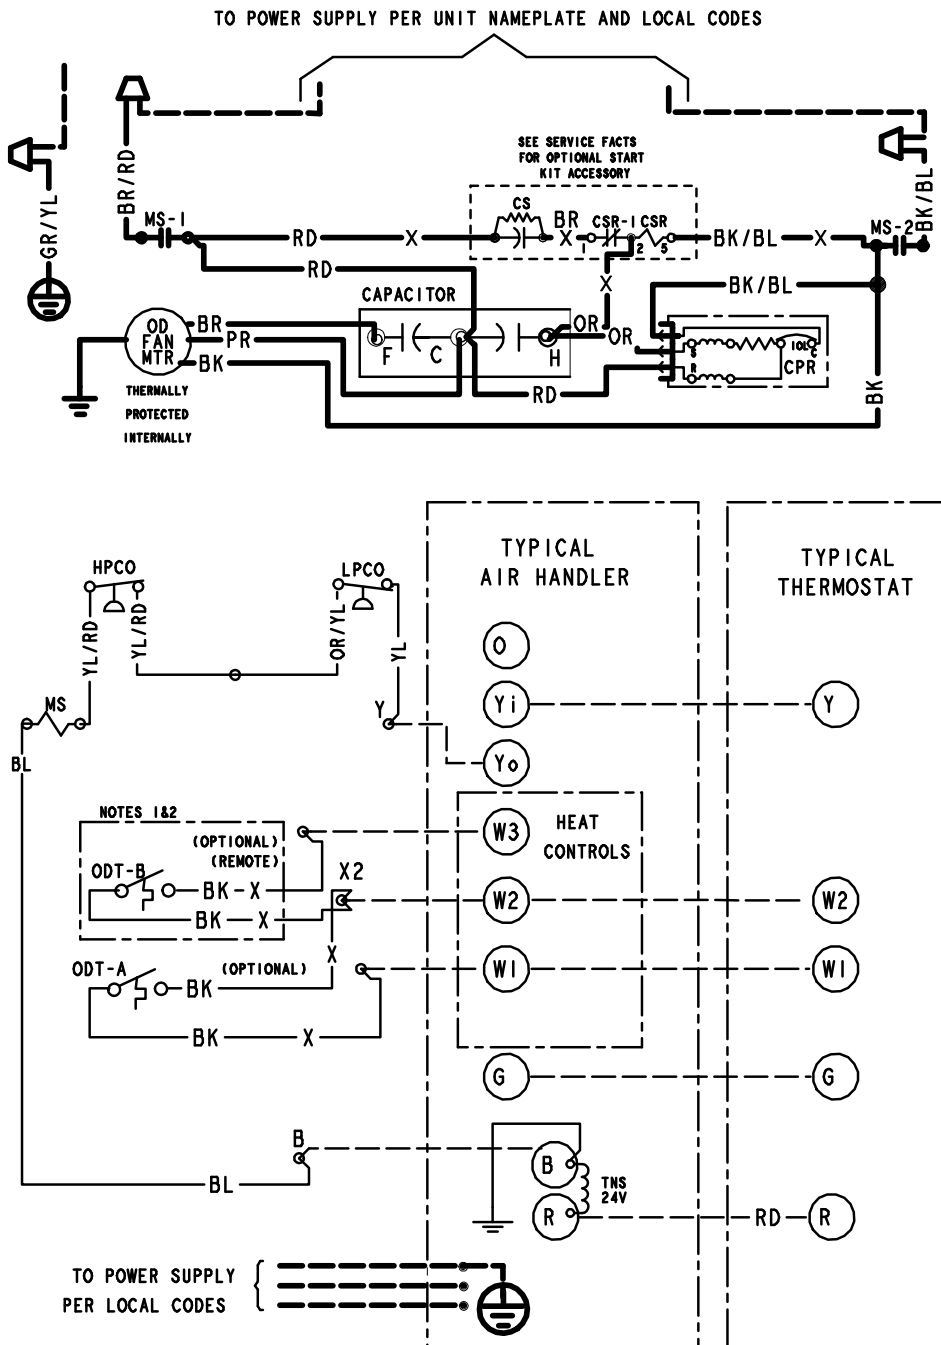 TO POWER SUPPLY PER UNIT NAMEPLATE AND LOCAL CODES
SEE SERVICE FACTS
FOR OPTIONAL START
KIT ACCESSORY
BR/RD
GR/YL
BK/BL
MS-1
CS
BR
CSR-1 CSR
MS-2
RD
X
X
1
2
5
BK/BL
X
RD
X
BK/BL
CAPACITOR
OD
FAN
MTR
BR
PR
BK
F
C
H
OR
OR
S
R
IOL
C
CPR
RD
BK
THERMALLY
PROTECTED
INTERNALLY
TYPICAL
AIR HANDLER
TYPICAL
THERMOSTAT
HPCO
LPCO
YL/RD
YL/RD
OR/YL
YL
O
MS
Y
Yi
Y
BL
Yo
NOTES 1&2
(OPTIONAL)
(REMOTE)
W3
HEAT
CONTROLS
ODT-B
BK-X
X2
BK
X
W2
W2
X
ODT-A
(OPTIONAL)
BK
W1
W1
BK
X
G
G
B
B
TNS
24V
BL
R
RD
R
TO POWER SUPPLY
PER LOCAL CODES